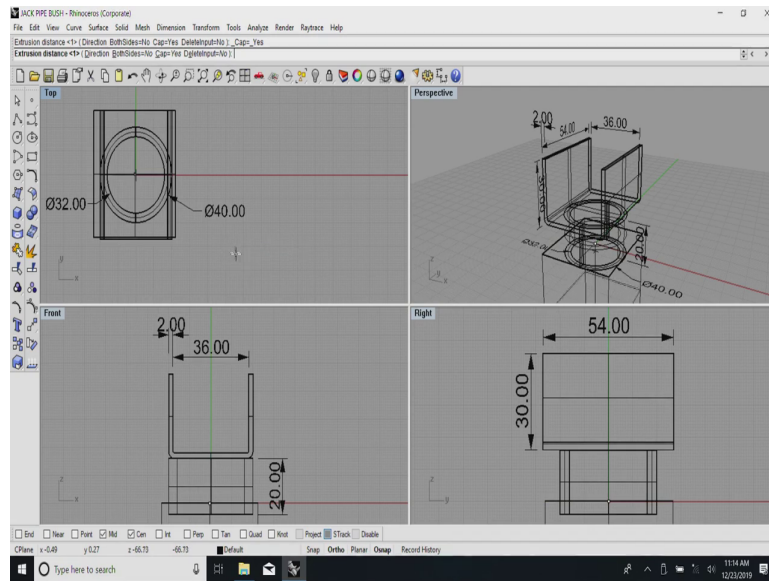 JACK PIPE BUSH - Rhinoceros (Corporate)
File Edit View Curve Surface Solid Mesh Dimension Transform Tools Analyze Render Raytrace Help
Extrusion distance <1> ( Direction BothSides=No Cap=Yes DeleteInput=No ): _Cap=_Yes
Extrusion distance <1> ( Direction BothSides=No Cap=Yes DeleteInput=No ):
Top
Ø32.00
Ø40.00
y
x
Perspective
2.00
54.00
36.00
30.00
20.00
Ø40.00
z
y
x
Front
2.00
36.00
20.00
z
x
Right
54.00
30.00
z
y
End Near Point Mid Cen Int Perp Tan Quad Knot Project STrack Disable
CPlane x -0.49 y 0.27 z -66.73 -66.73 Default Snap Ortho Planar Osnap Record History
Type here to search
11:14 AM
12/23/2019